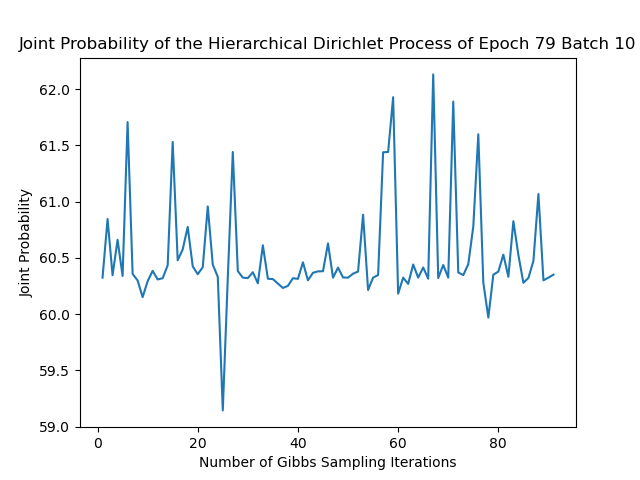 Joint Probability of the Hierarchical Dirichlet Process of Epoch 79 Batch 10
62.0
61.5
61.0
60.5
60.0
59.5
59.0
Joint Probability
0 20 40 60 80
Number of Gibbs Sampling Iterations